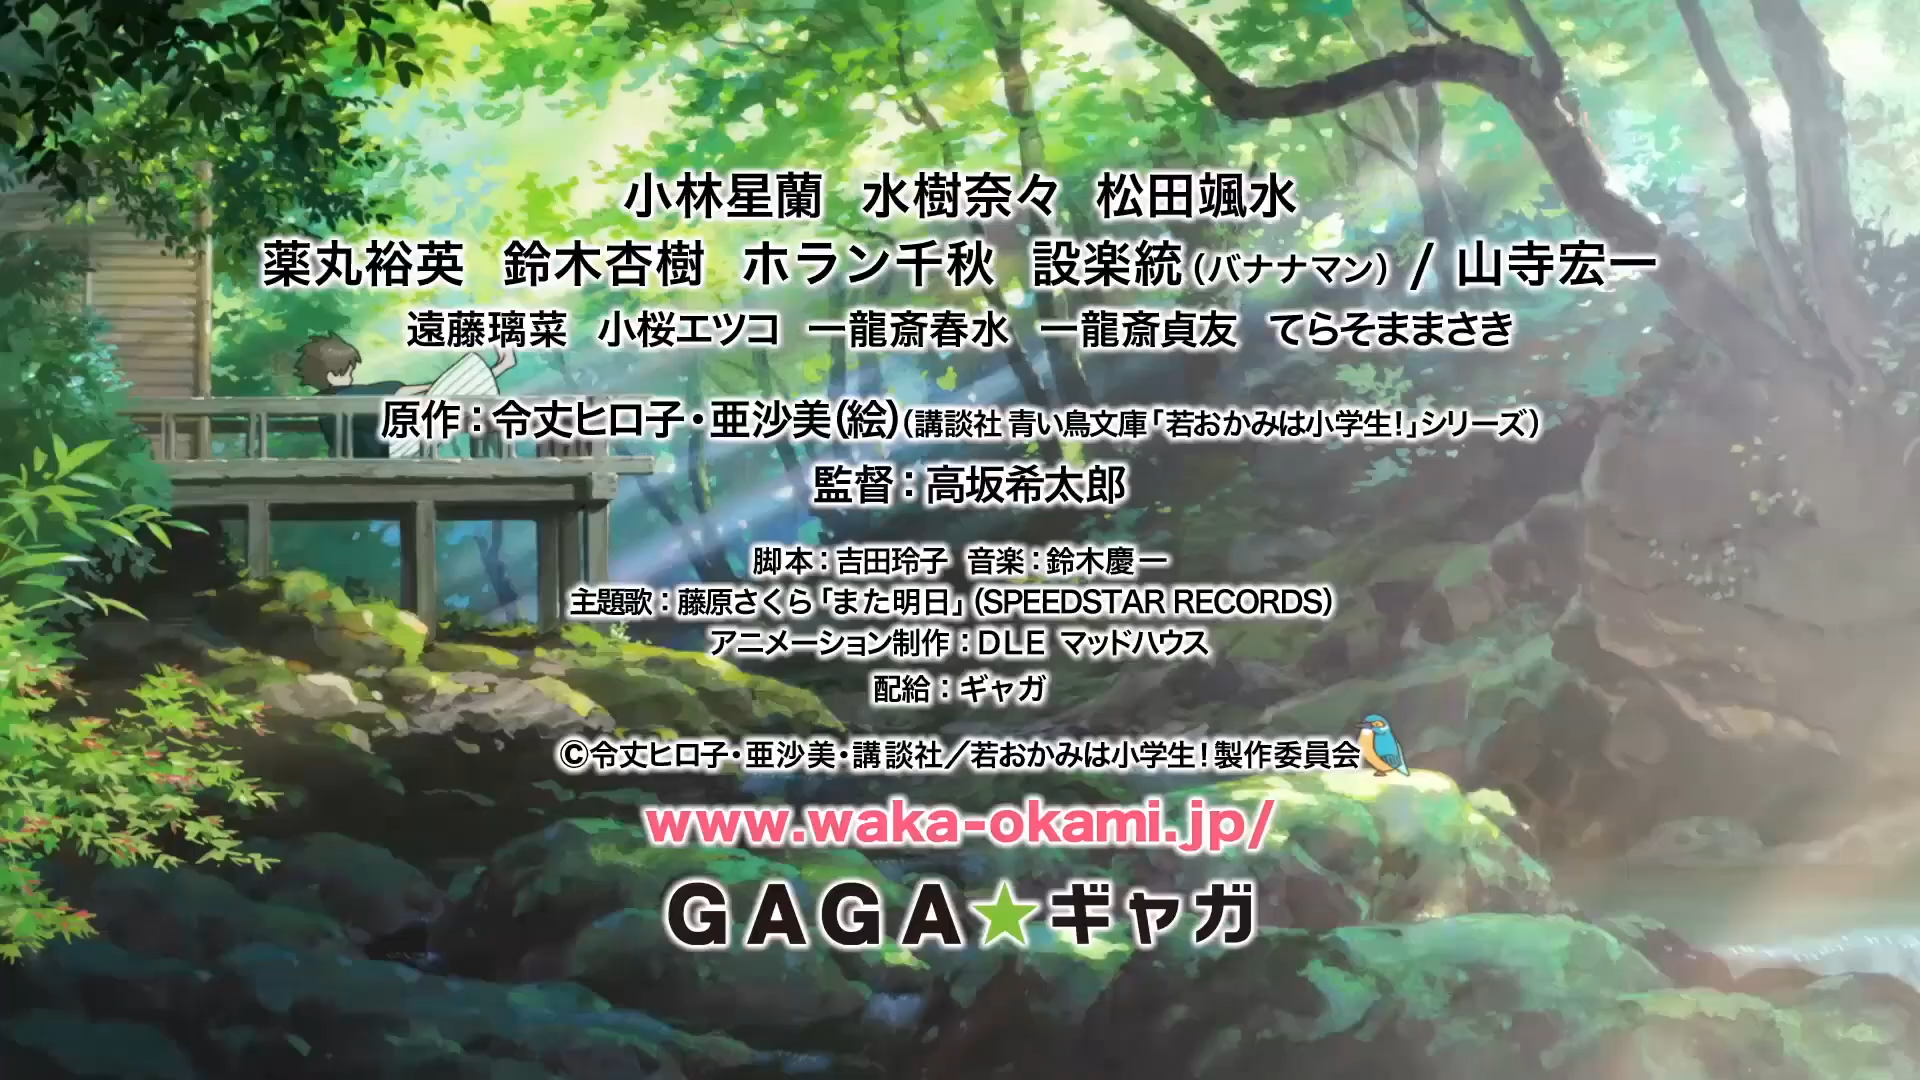 小林星蘭 水樹奈々 松田颯水
薬丸裕英 鈴木杏樹 ホラン千秋 設楽統(バナナマン) / 山寺宏一
遠藤璃菜 小桜エツコ 一龍斎春水 一龍斎貞友 てらそままさき
原作：令丈ヒロ子・亜沙美(絵)(講談社 青い鳥文庫「若おかみは小学生!」シリーズ)
監督：高坂希太郎
脚本：吉田玲子 音楽：鈴木慶一
主題歌：藤原さくら「また明日」(SPEEDSTAR RECORDS)
アニメーション制作：DLE マッドハウス
配給：ギャガ
©令丈ヒロ子・亜沙美・講談社／若おかみは小学生!製作委員会
www.waka-okami.jp/
GAGA★ギャガ